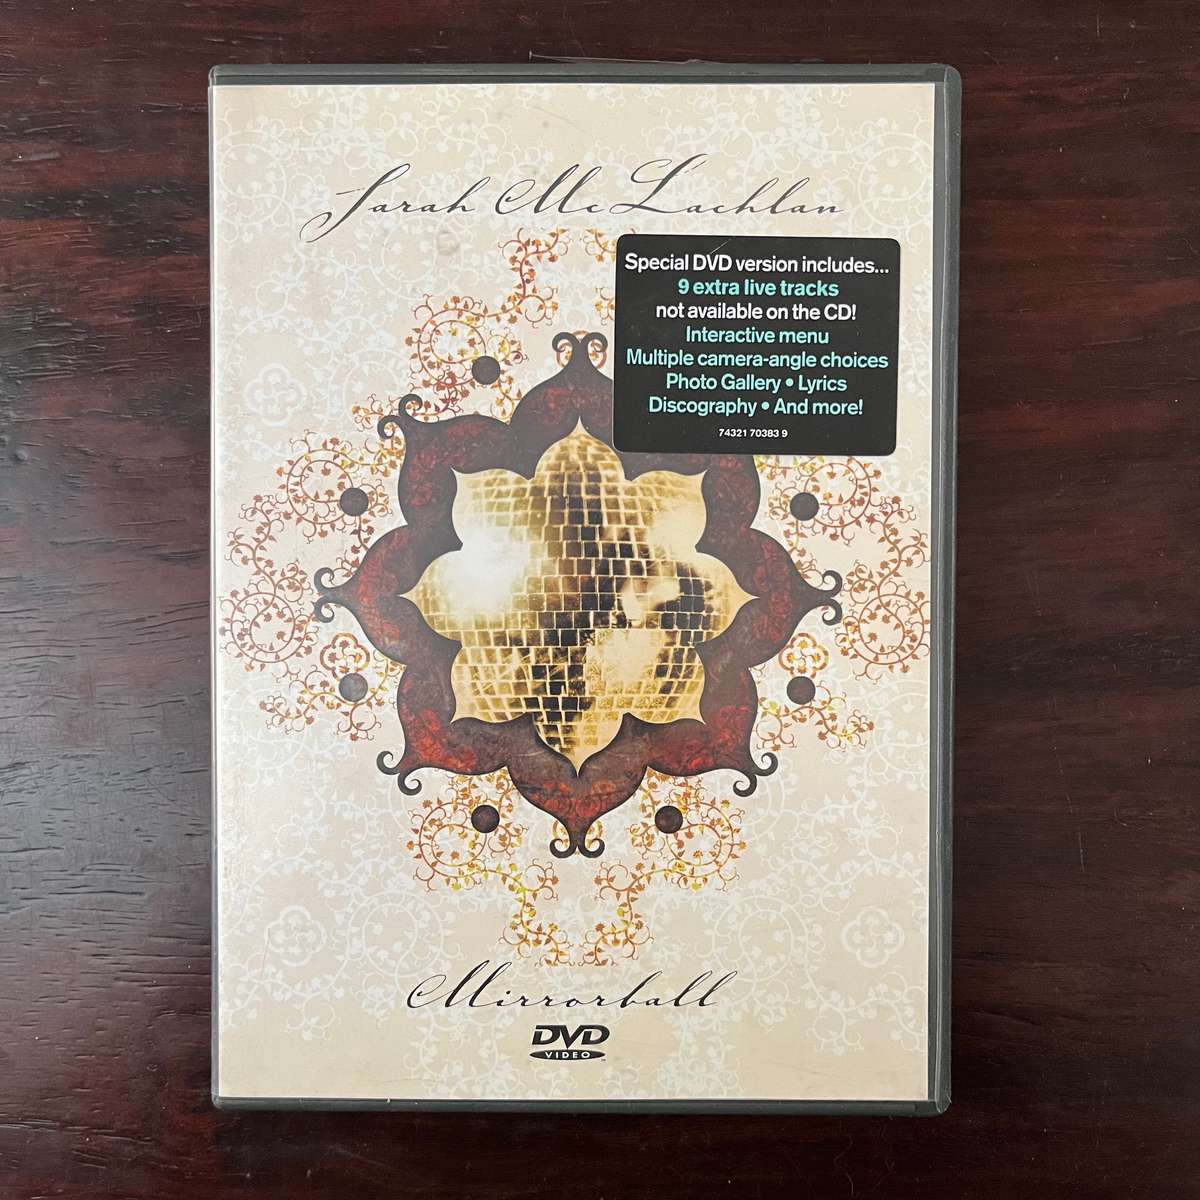 Sarah McLachlan
Special DVD version includes...
9 extra live tracks
not available on the CD!
Interactive menu
Multiple camera-angle choices
Photo Gallery • Lyrics
Discography • And more!
74321 70383 9
Mirrorball
DVD
VIDEO™